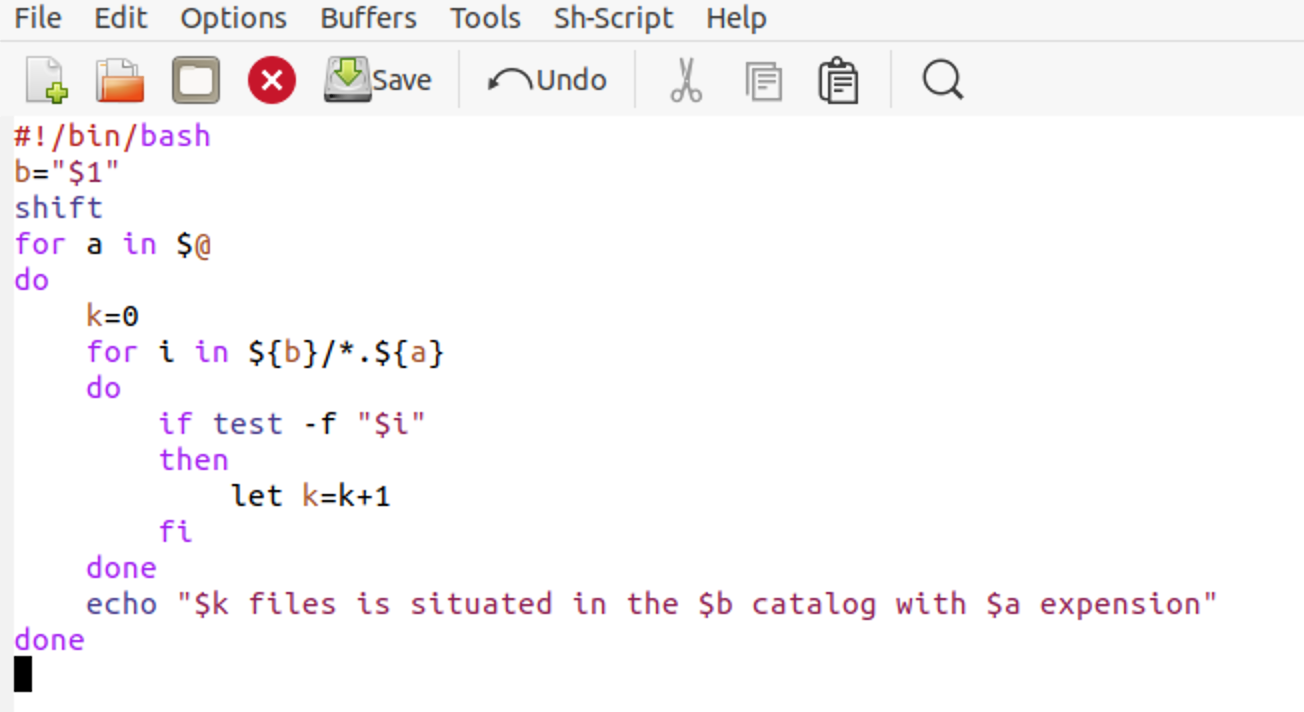 File Edit Options Buffers Tools Sh-Script Help
Save Undo
#!/bin/bash
b="$1"
shift
for a in $@
do
    k=0
    for i in ${b}/*.${a}
    do
        if test -f "$i"
        then
            let k=k+1
        fi
    done
    echo "$k files is situated in the $b catalog with $a expension"
done